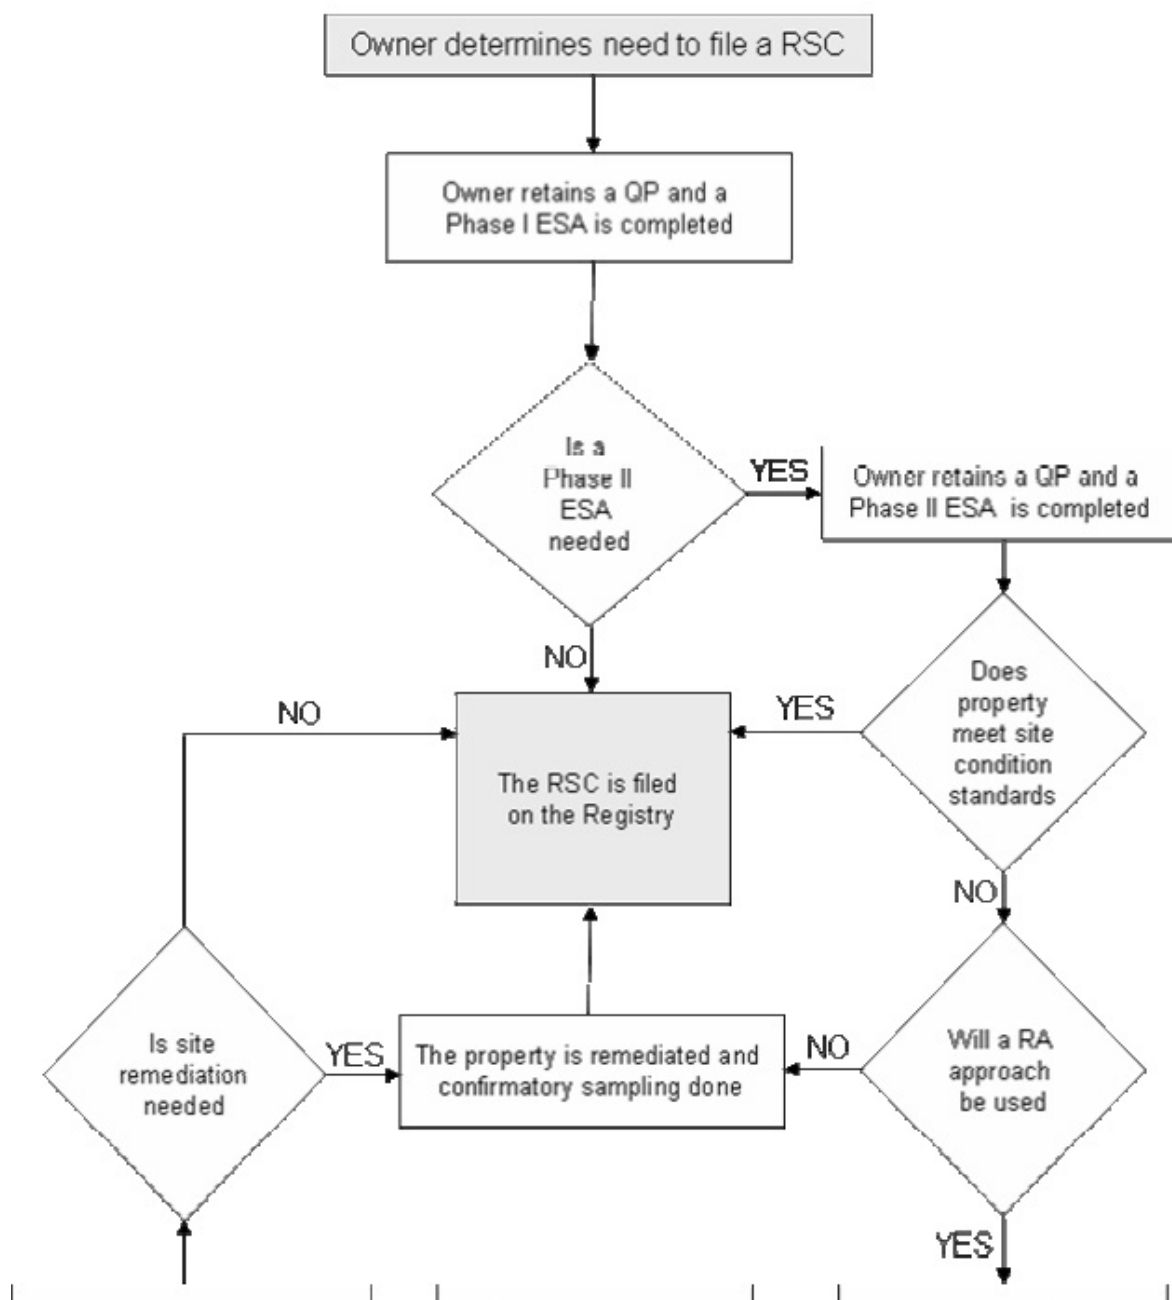 Owner determines need to file a RSC
Owner retains a QP and a
Phase I ESA is completed
Is a
Phase II
ESA
needed
YES
Owner retains a QP and a
Phase II ESA is completed
NO
Does
property
meet site
condition
standards
YES
NO
The RSC is filed
on the Registry
NO
Is site
remediation
needed
YES
The property is remediated and
confirmatory sampling done
NO
Will a RA
approach
be used
YES